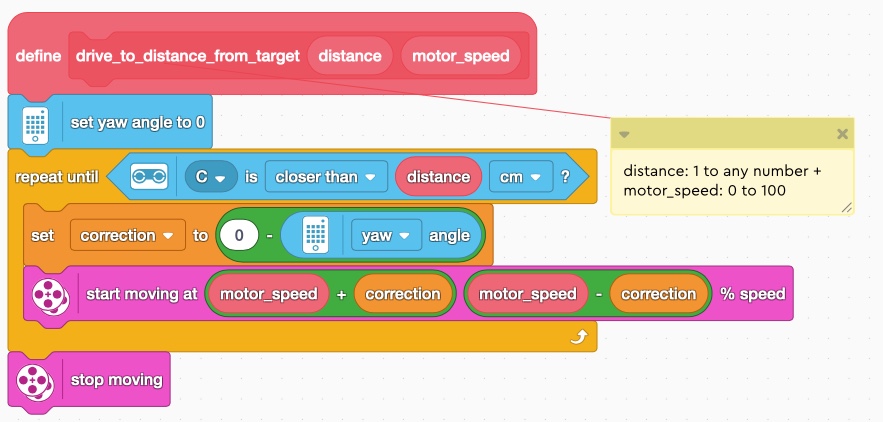 define drive_to_distance_from_target distance motor_speed
set yaw angle to 0
distance: 1 to any number +
motor_speed: 0 to 100
repeat until C is closer than distance cm ?
set correction to 0 - yaw angle
start moving at motor_speed + correction motor_speed - correction % speed
stop moving